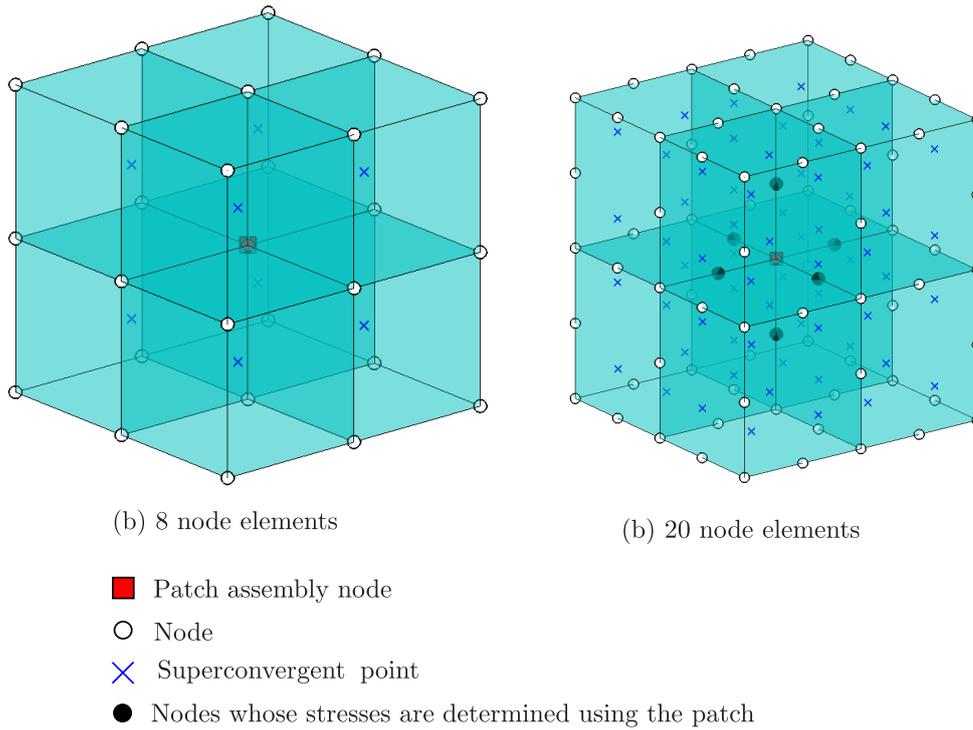 (b) 8 node elements
(b) 20 node elements
Patch assembly node
Node
Superconvergent point
Nodes whose stresses are determined using the patch